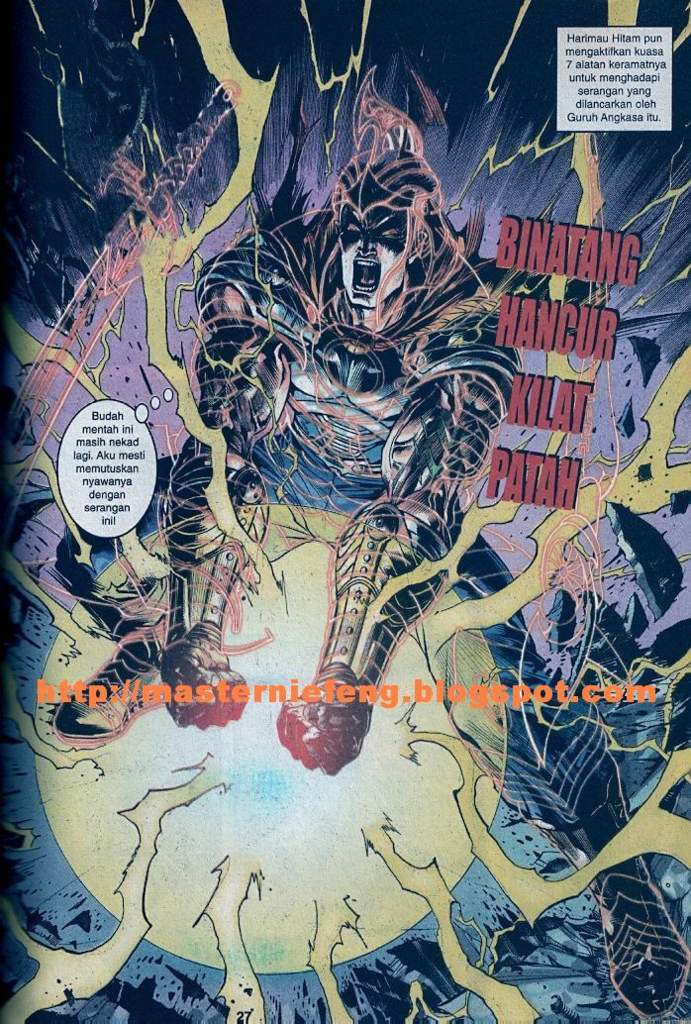 Harimau Hitam pun
mengaktifkan kuasa
7 alatan keramatnya
untuk menghadapi
serangan yang
dilancarkan oleh
Guruh Angkasa itu.
BINATANG
HANCUR
KILAT
PATAH
Budah
mentah ini
masih nekad
lagi. Aku mesti
memutuskan
nyawanya
dengan
serangan
ini!
http://masterniefeng.blogspot.com
27